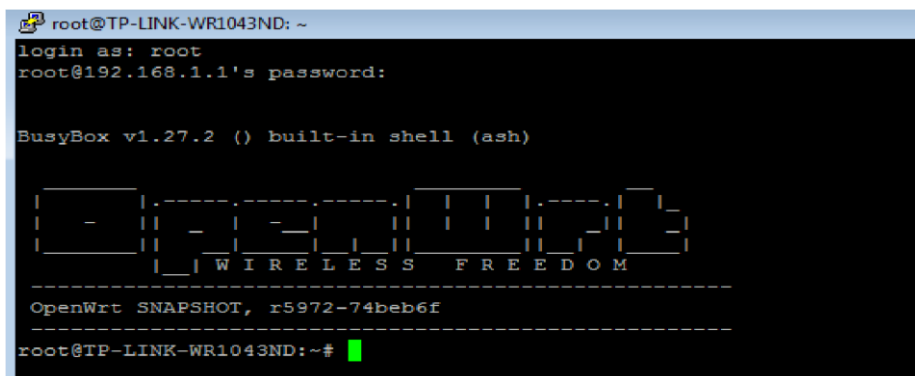 root@TP-LINK-WR1043ND: ~
login as: root
root@192.168.1.1's password:
BusyBox v1.27.2 () built-in shell (ash)
OpenWrt
W I R E L E S S   F R E E D O M
-----------------------------------------------------
OpenWrt SNAPSHOT, r5972-74beb6f
-----------------------------------------------------
root@TP-LINK-WR1043ND:~#